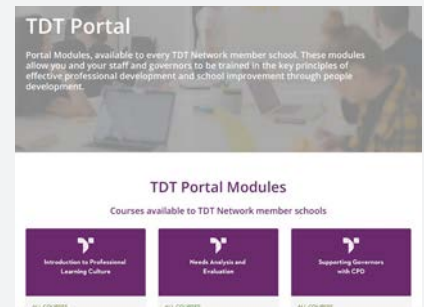 TDT Portal
Portal Modules, available to every TDT Network member school. These modules
allow you and your staff and governors to be trained in the key principles of
effective professional development and school improvement through people
development.
TDT Portal Modules
Courses available to TDT Network member schools
Introduction to Professional
Learning Culture
Needs Analysis and
Evaluation
Supporting Governors
with CPD
ALL COURSES
ALL COURSES
ALL COURSES